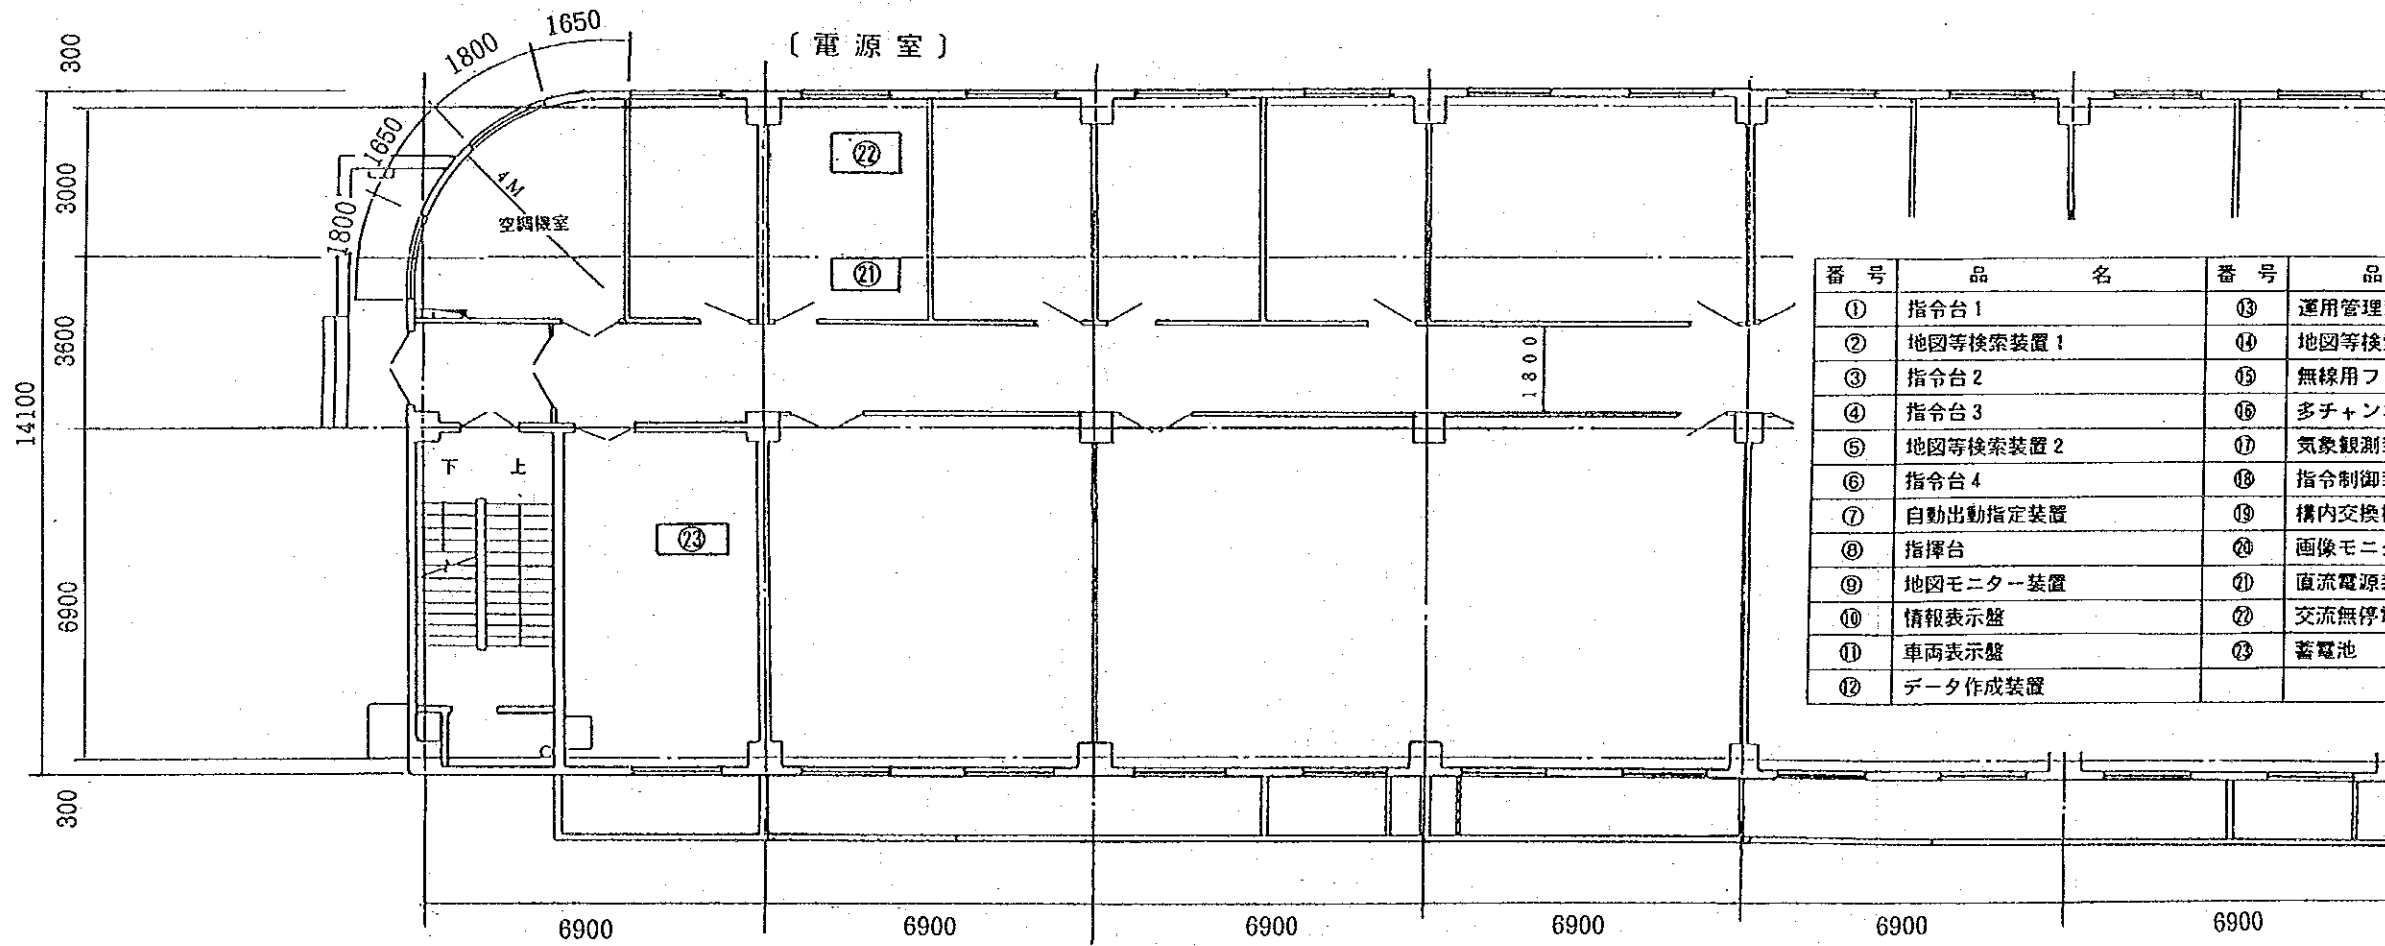 〔電源室〕
1650
1800
1650
1800
300
3000
3600
14100
6900
300
4M
空調機室
㉒
㉑
1800
下 上
㉓
番号 品名 番号 品
① 指令台1 ⑬ 運用管理
② 地図等検索装置1 ⑭ 地図等検
③ 指令台2 ⑮ 無線用フ
④ 指令台3 ⑯ 多チャン
⑤ 地図等検索装置2 ⑰ 気象観測
⑥ 指令台4 ⑱ 指令制御
⑦ 自動出動指定装置 ⑲ 構内交換
⑧ 指揮台 ⑳ 画像モニ
⑨ 地図モニター装置 ㉑ 直流電源
⑩ 情報表示盤 ㉒ 交流無停
⑪ 車両表示盤 ㉓ 蓄電池
⑫ データ作成装置
6900 6900 6900 6900 6900 6900